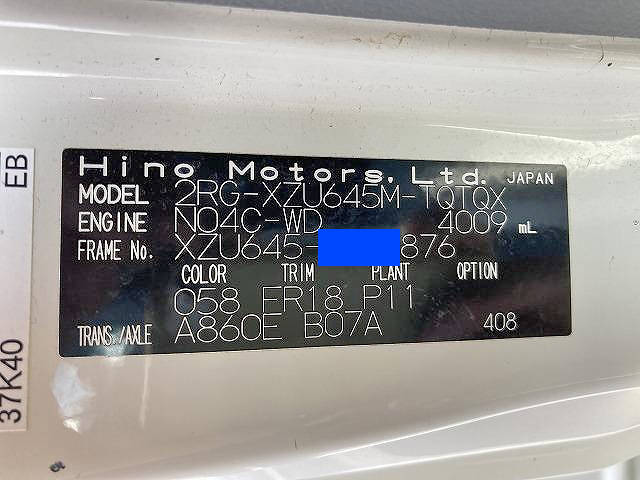 Hino Motors, Ltd. JAPAN
MODEL 2RG-XZU645M-TQTQX
ENGINE N04C-WD 4009 mL
FRAME No. XZU645- 876
COLOR TRIM PLANT OPTION
058 ER18 P11
TRANS./AXLE A860E B07A 408
EB
37K40